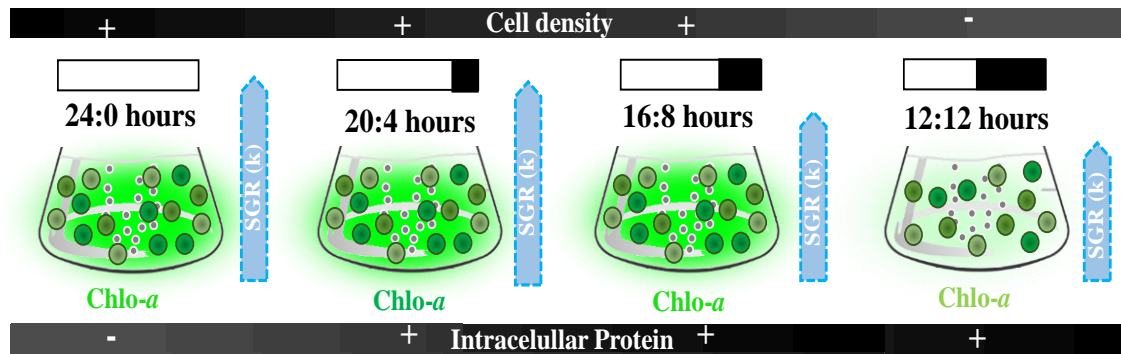 Cell density
+ + + -
24:0 hours 20:4 hours 16:8 hours 12:12 hours
SGR (k) SGR (k) SGR (k) SGR (k)
Chlo-a Chlo-a Chlo-a Chlo-a
- + + +
Intracelullar Protein